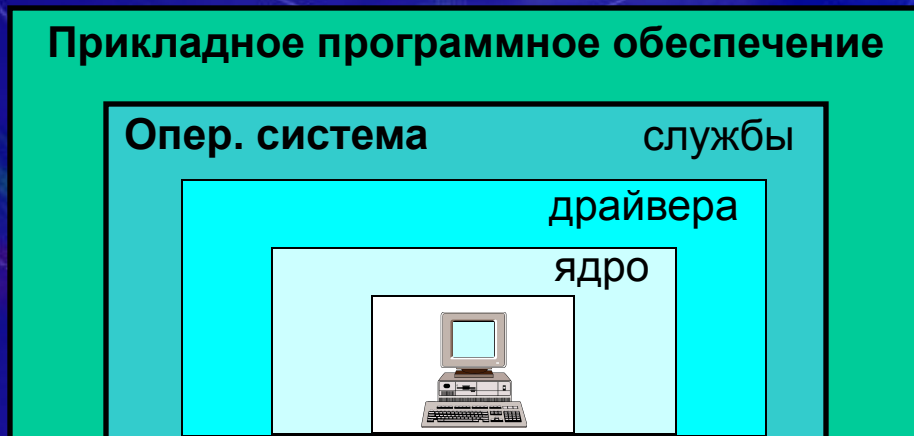 Прикладное программное обеспечение
Опер. система службы
драйвера
ядро